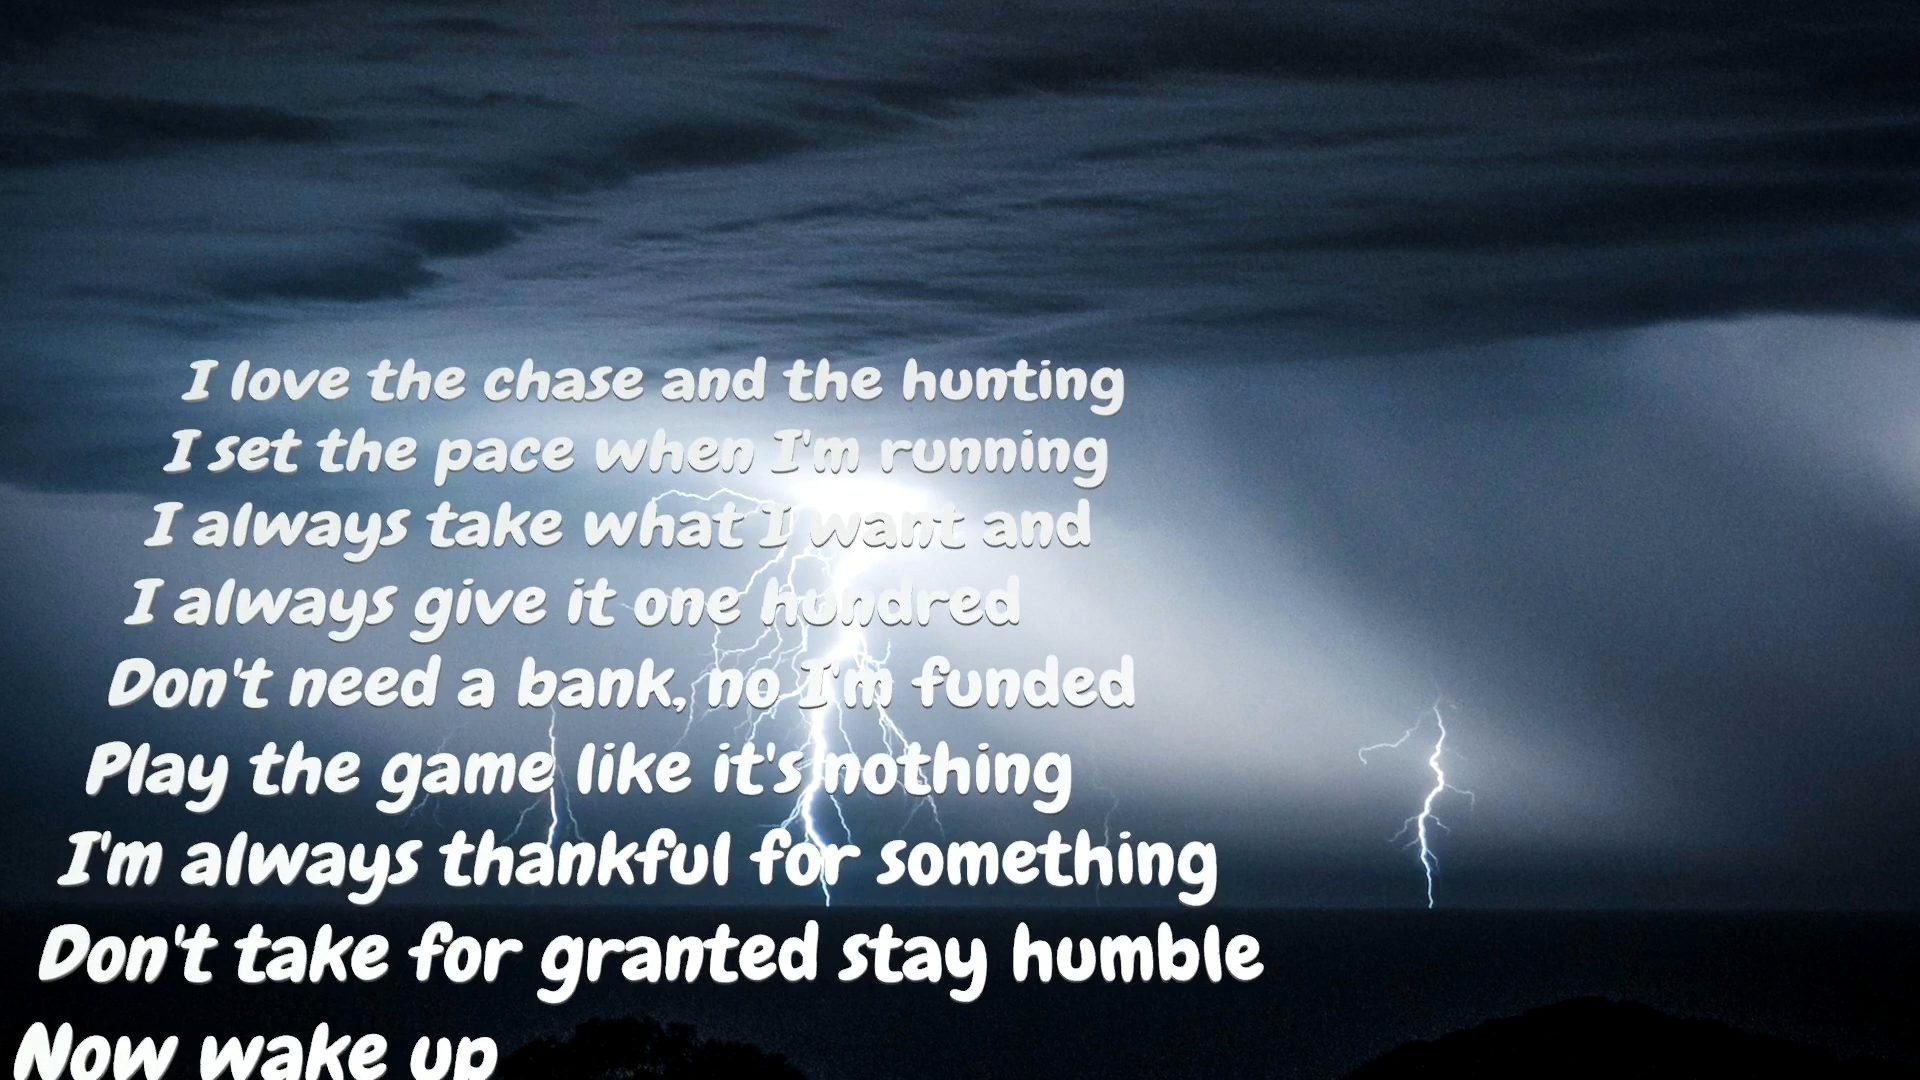 I love the chase and the hunting
I set the pace when I'm running
I always take what I want and
I always give it one hundred
Don't need a bank, no I'm funded
Play the game like it's nothing
I'm always thankful for something
Don't take for granted stay humble
Now wake up